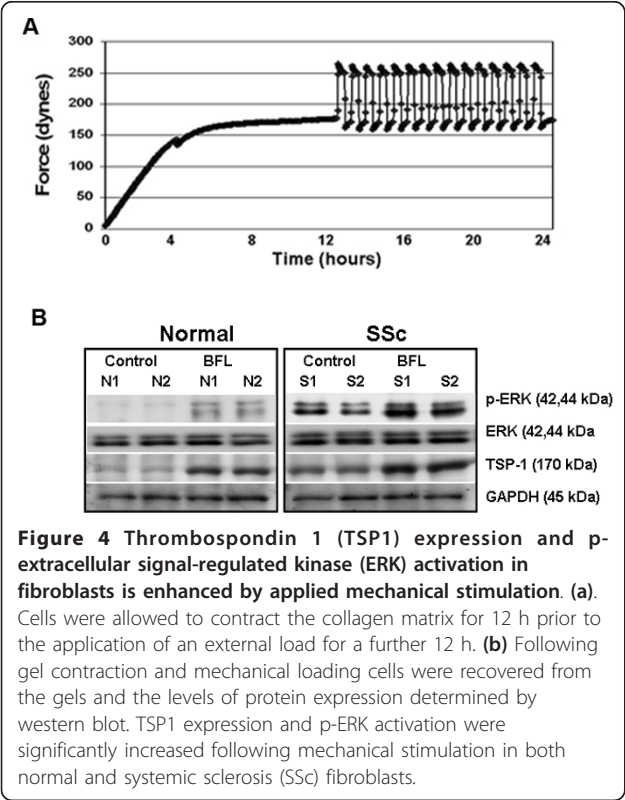 A
300
250
200
150
100
50
0
Force (dynes)
0 4 8 12 16 20 24
Time (hours)
B
Normal SSc
Control BFL Control BFL
N1 N2 N1 N2 S1 S2 S1 S2
p-ERK (42,44 kDa)
ERK (42,44 kDa
TSP-1 (170 kDa)
GAPDH (45 kDa)
Figure 4 Thrombospondin 1 (TSP1) expression and p-
extracellular signal-regulated kinase (ERK) activation in
fibroblasts is enhanced by applied mechanical stimulation. (a).
Cells were allowed to contract the collagen matrix for 12 h prior to
the application of an external load for a further 12 h. (b) Following
gel contraction and mechanical loading cells were recovered from
the gels and the levels of protein expression determined by
western blot. TSP1 expression and p-ERK activation were
significantly increased following mechanical stimulation in both
normal and systemic sclerosis (SSc) fibroblasts.